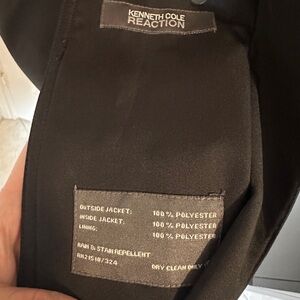 KENNETH COLE
REACTION
OUTSIDE JACKET: 100% POLYESTER
INSIDE JACKET: 100% POLYESTER
LINING: 100% POLYESTER
RAIN & STAIN REPELLENT
DRY CLEAN ONLY